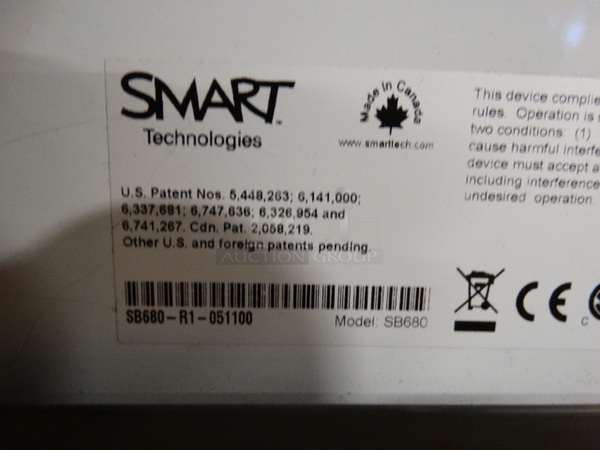 SMART™
Technologies
Made in Canada
www.smarttech.com
This device complie
rules. Operation is s
two conditions (1)
cause harmful interfe
device must accept a
including interference
undesired operation
U.S. Patent Nos. 5,448,263; 6,141,000;
6,337,681; 6,747,636; 6,326,954 and
6,741,267. Cdn. Pat. 2,058,219.
Other U.S. and foreign patents pending.
AUCTION GROUP
SB680-R1-051100
Model: SB680
CE
C